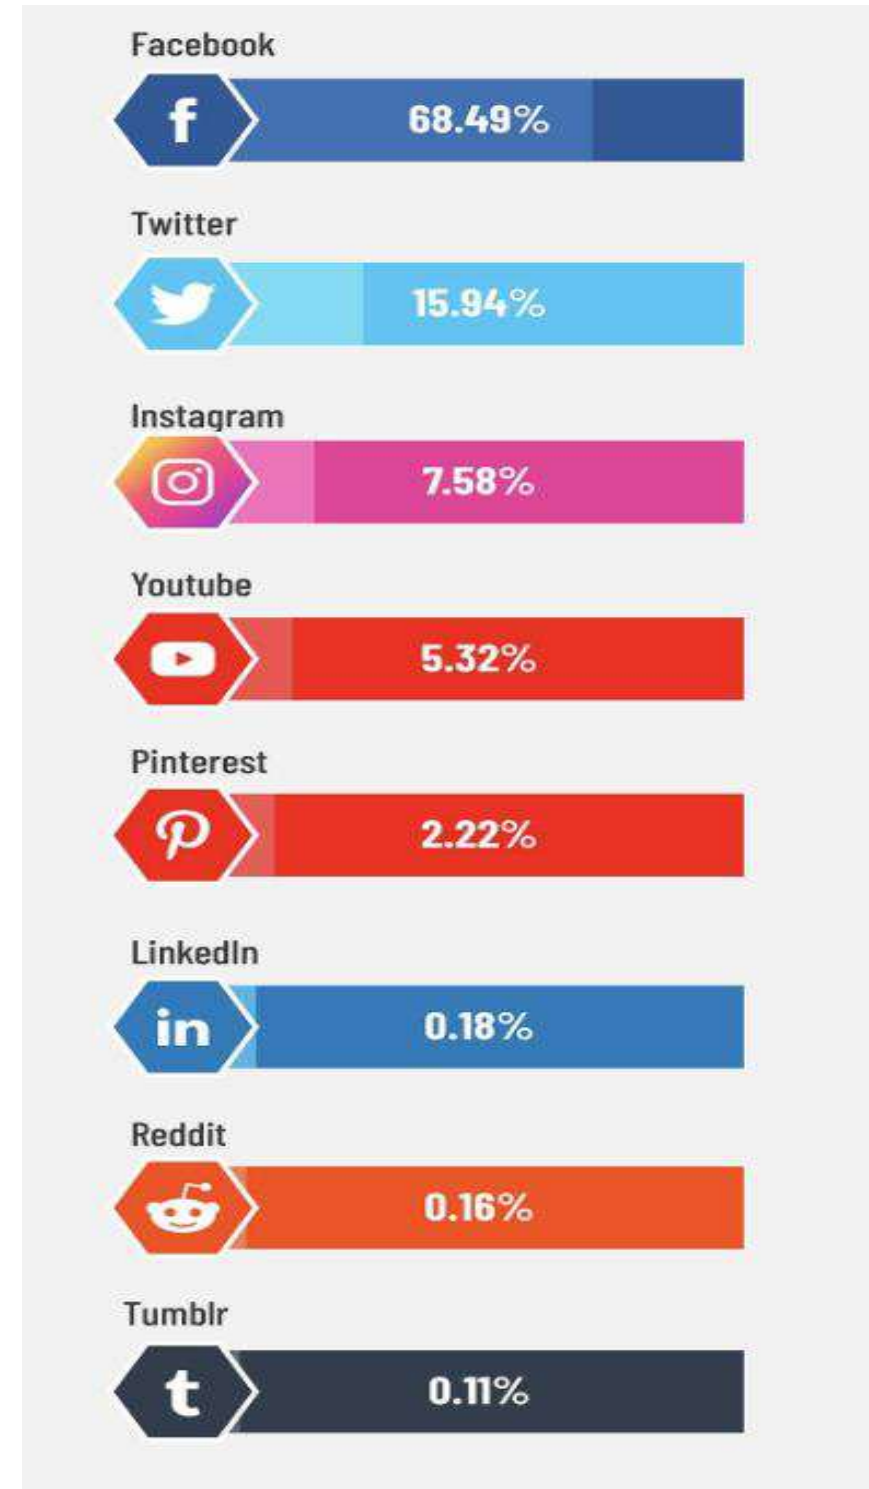 Facebook
f
68.49%
Twitter
15.94%
Instagram
7.58%
Youtube
5.32%
Pinterest
2.22%
LinkedIn
in
0.18%
Reddit
0.16%
Tumblr
t
0.11%